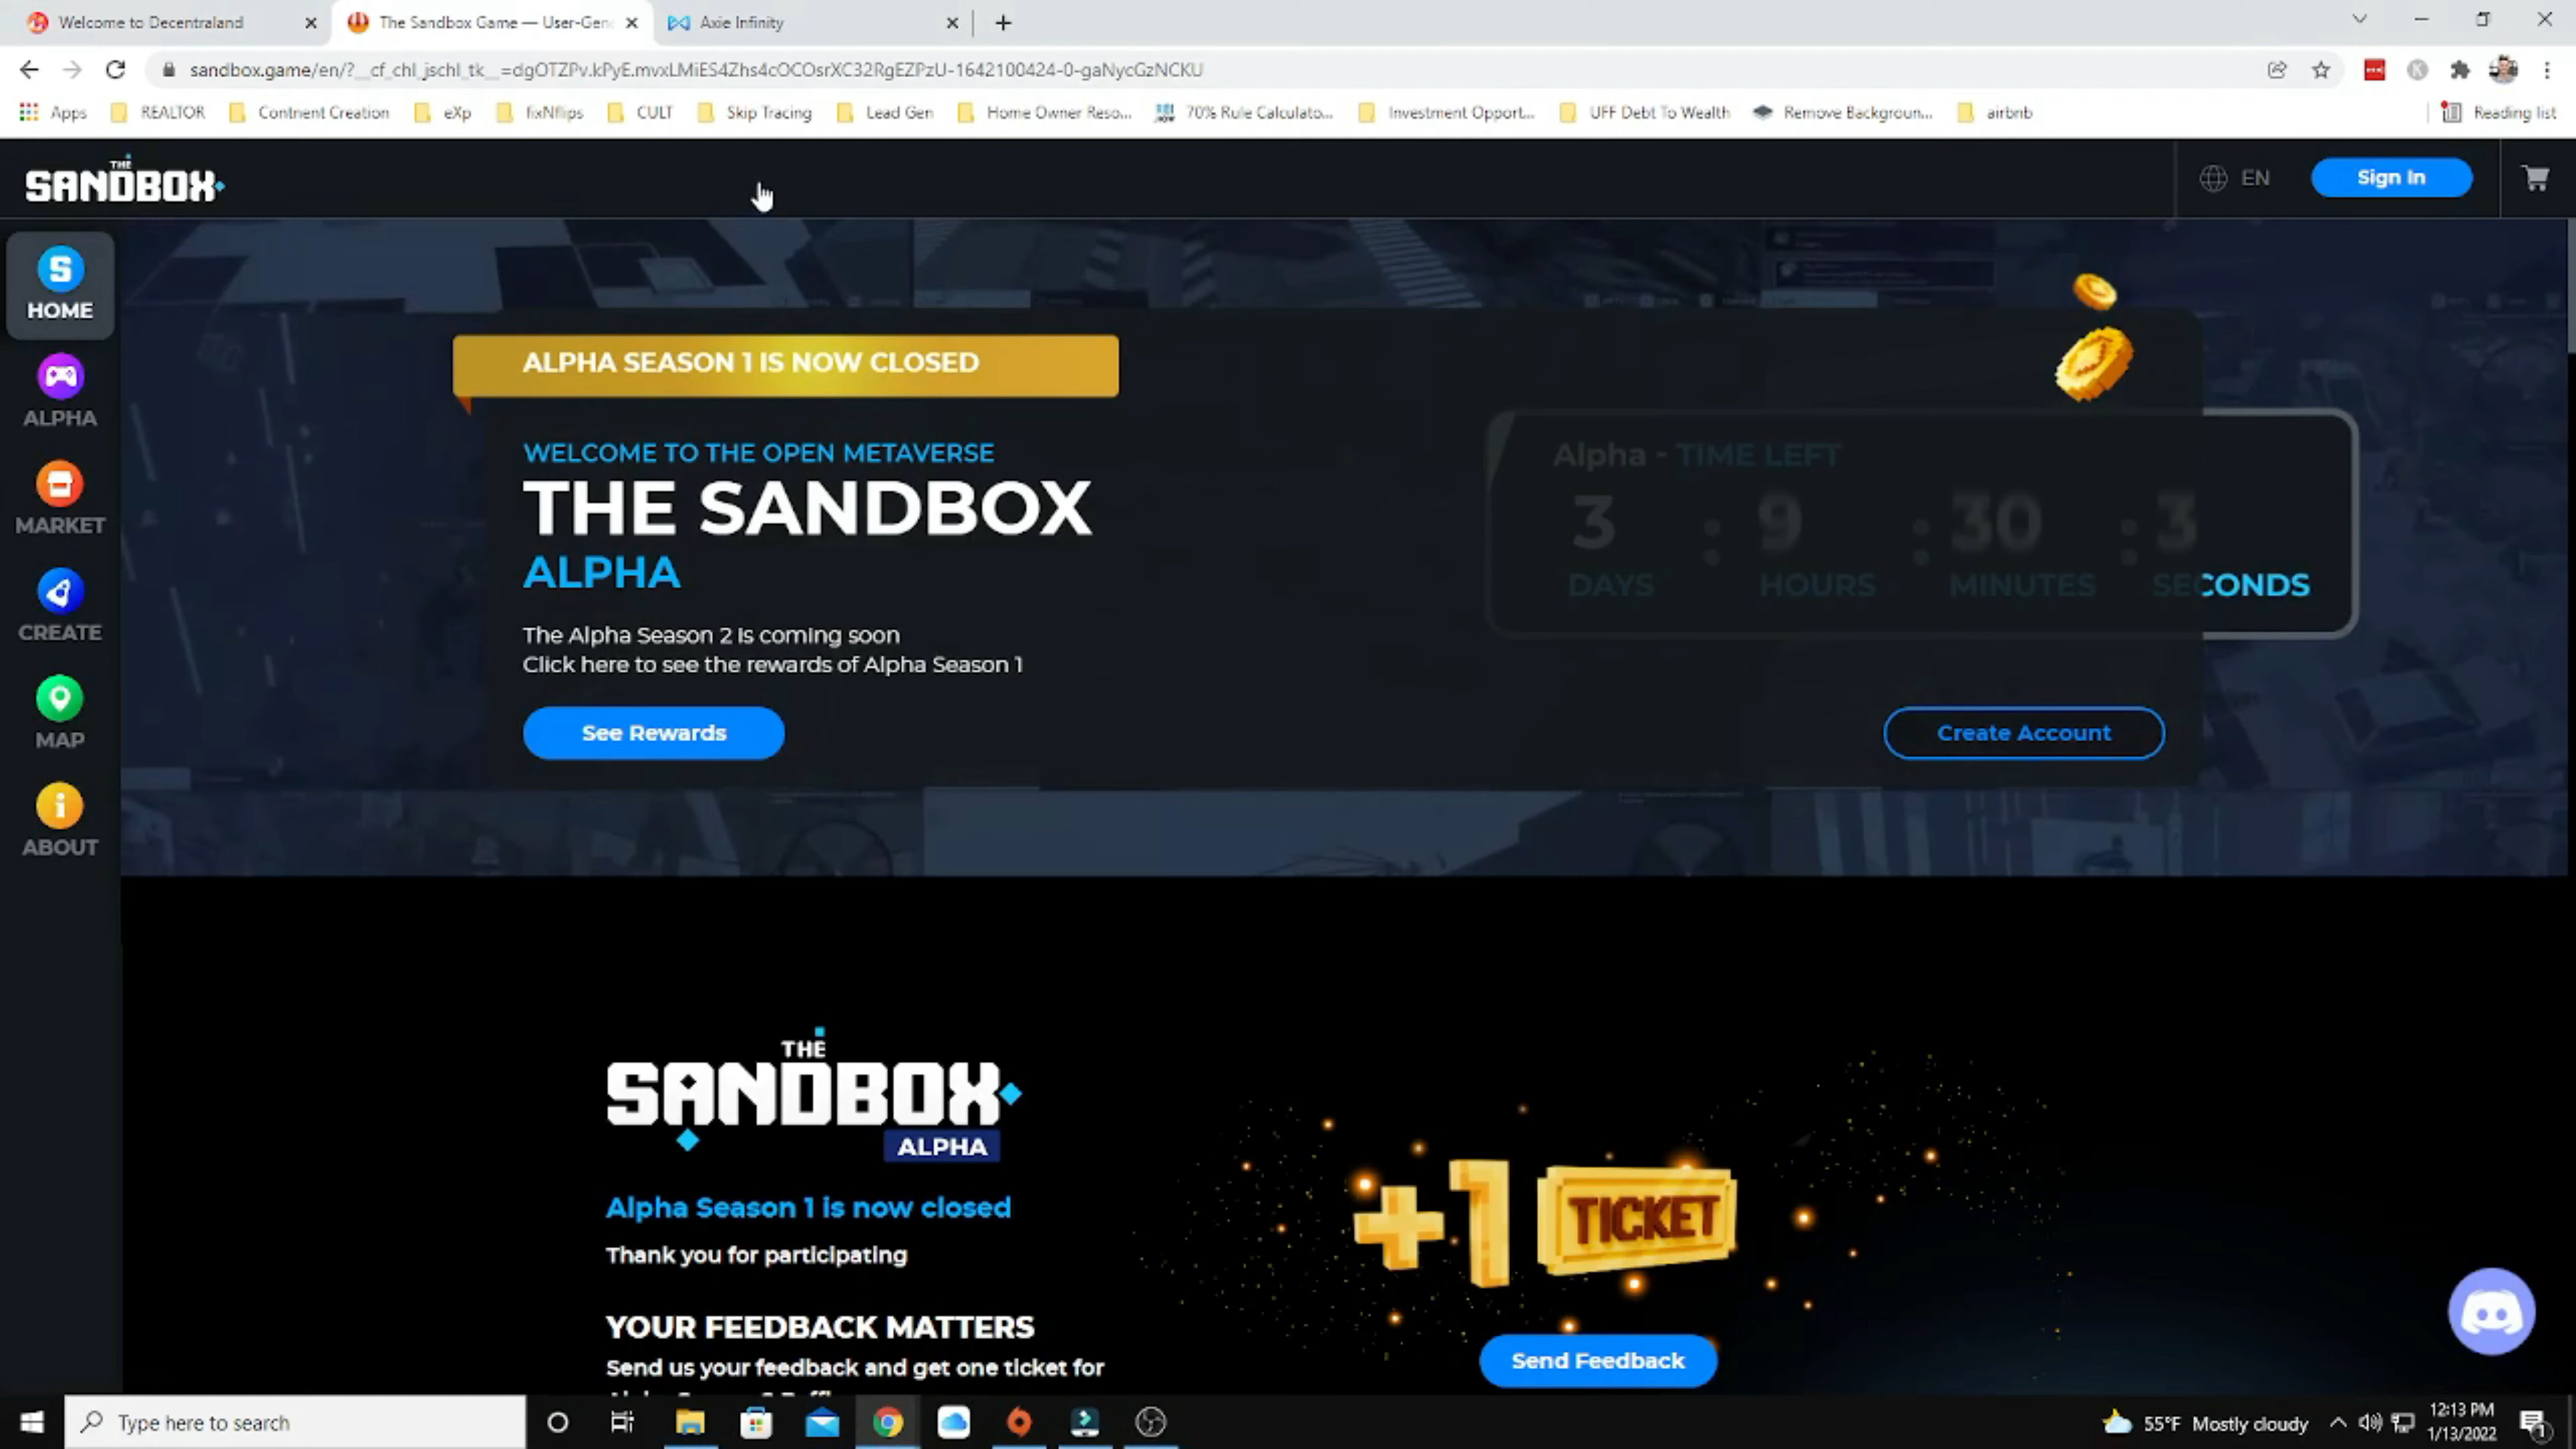 Welcome to Decentraland
The Sandbox Game — User-Gen
Axie Infinity
sandbox.game/en/?__cf_chl_jschl_tk__=dgOTZPv.kPyE.mvxLMiES4Zhs4cOCOsrXC32RgEZPzU-1642100424-0-gaNycGzNCKU
Apps
REALTOR
Contnent Creation
eXp
fixNflips
CULT
Skip Tracing
Lead Gen
Home Owner Reso...
70% Rule Calculato...
Investment Opport...
UFF Debt To Wealth
Remove Backgroun...
airbnb
Reading list
THE
SANDBOX
EN
Sign In
HOME
ALPHA
MARKET
CREATE
MAP
ABOUT
ALPHA SEASON 1 IS NOW CLOSED
WELCOME TO THE OPEN METAVERSE
THE SANDBOX
ALPHA
The Alpha Season 2 is coming soon
Click here to see the rewards of Alpha Season 1
See Rewards
Alpha - TIME LEFT
3 : 9 : 30 : 3
DAYS HOURS MINUTES SECONDS
Create Account
THE
SANDBOX
ALPHA
Alpha Season 1 is now closed
Thank you for participating
YOUR FEEDBACK MATTERS
Send us your feedback and get one ticket for
+1 TICKET
Send Feedback
Type here to search
55°F Mostly cloudy
12:13 PM
1/13/2022
1